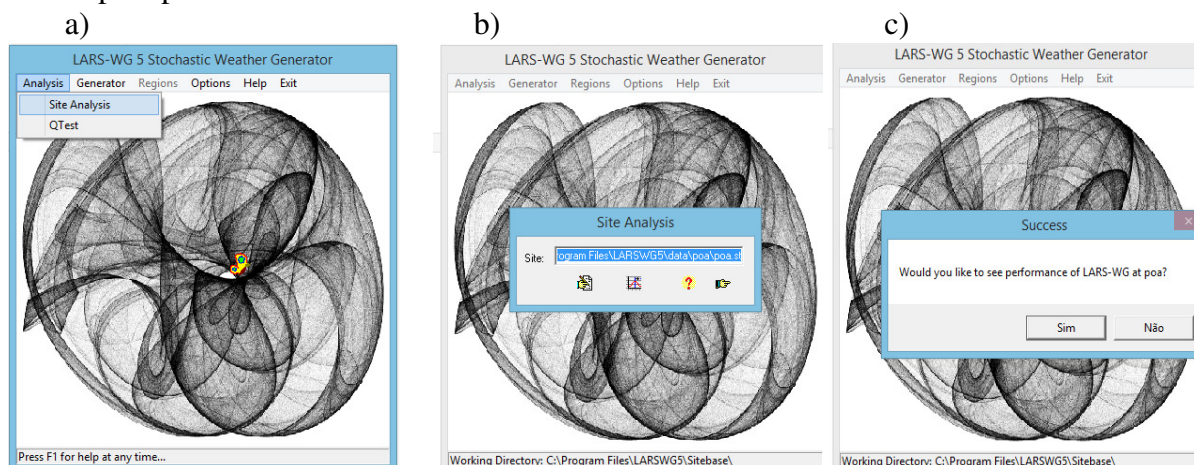 a)
LARS-WG 5 Stochastic Weather Generator
Analysis Generator Regions Options Help Exit
Site Analysis
QTest
Press F1 for help at any time...
b)
LARS-WG 5 Stochastic Weather Generator
Analysis Generator Regions Options Help Exit
Site Analysis
Site: rogram Files\LARSWG5\data\poa\poa.st
?
Working Directory: C:\Program Files\LARSWG5\Sitebase\
c)
LARS-WG 5 Stochastic Weather Generator
Analysis Generator Regions Options Help Exit
Success
Would you like to see performance of LARS-WG at poa?
Sim Não
Working Directory: C:\Program Files\LARSWG5\Sitebase\